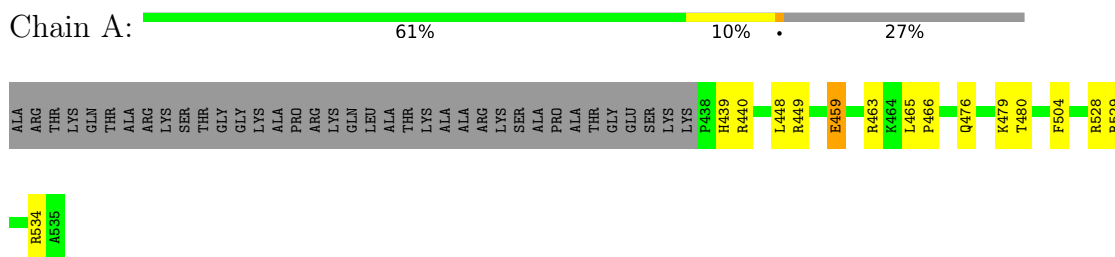 Chain A:
61% 10% • 27%
ALA ARG THR LYS GLN THR ALA ARG LYS SER THR GLY GLY LYS ALA PRO ARG LYS GLN LEU ALA THR LYS ALA ALA ARG LYS SER ALA PRO ALA THR GLY GLU SER LYS LYS P438 H439 R440 L448 R449 E459 R463 K464 L465 P466 Q476 K479 T480 F504 R528
R534 A535